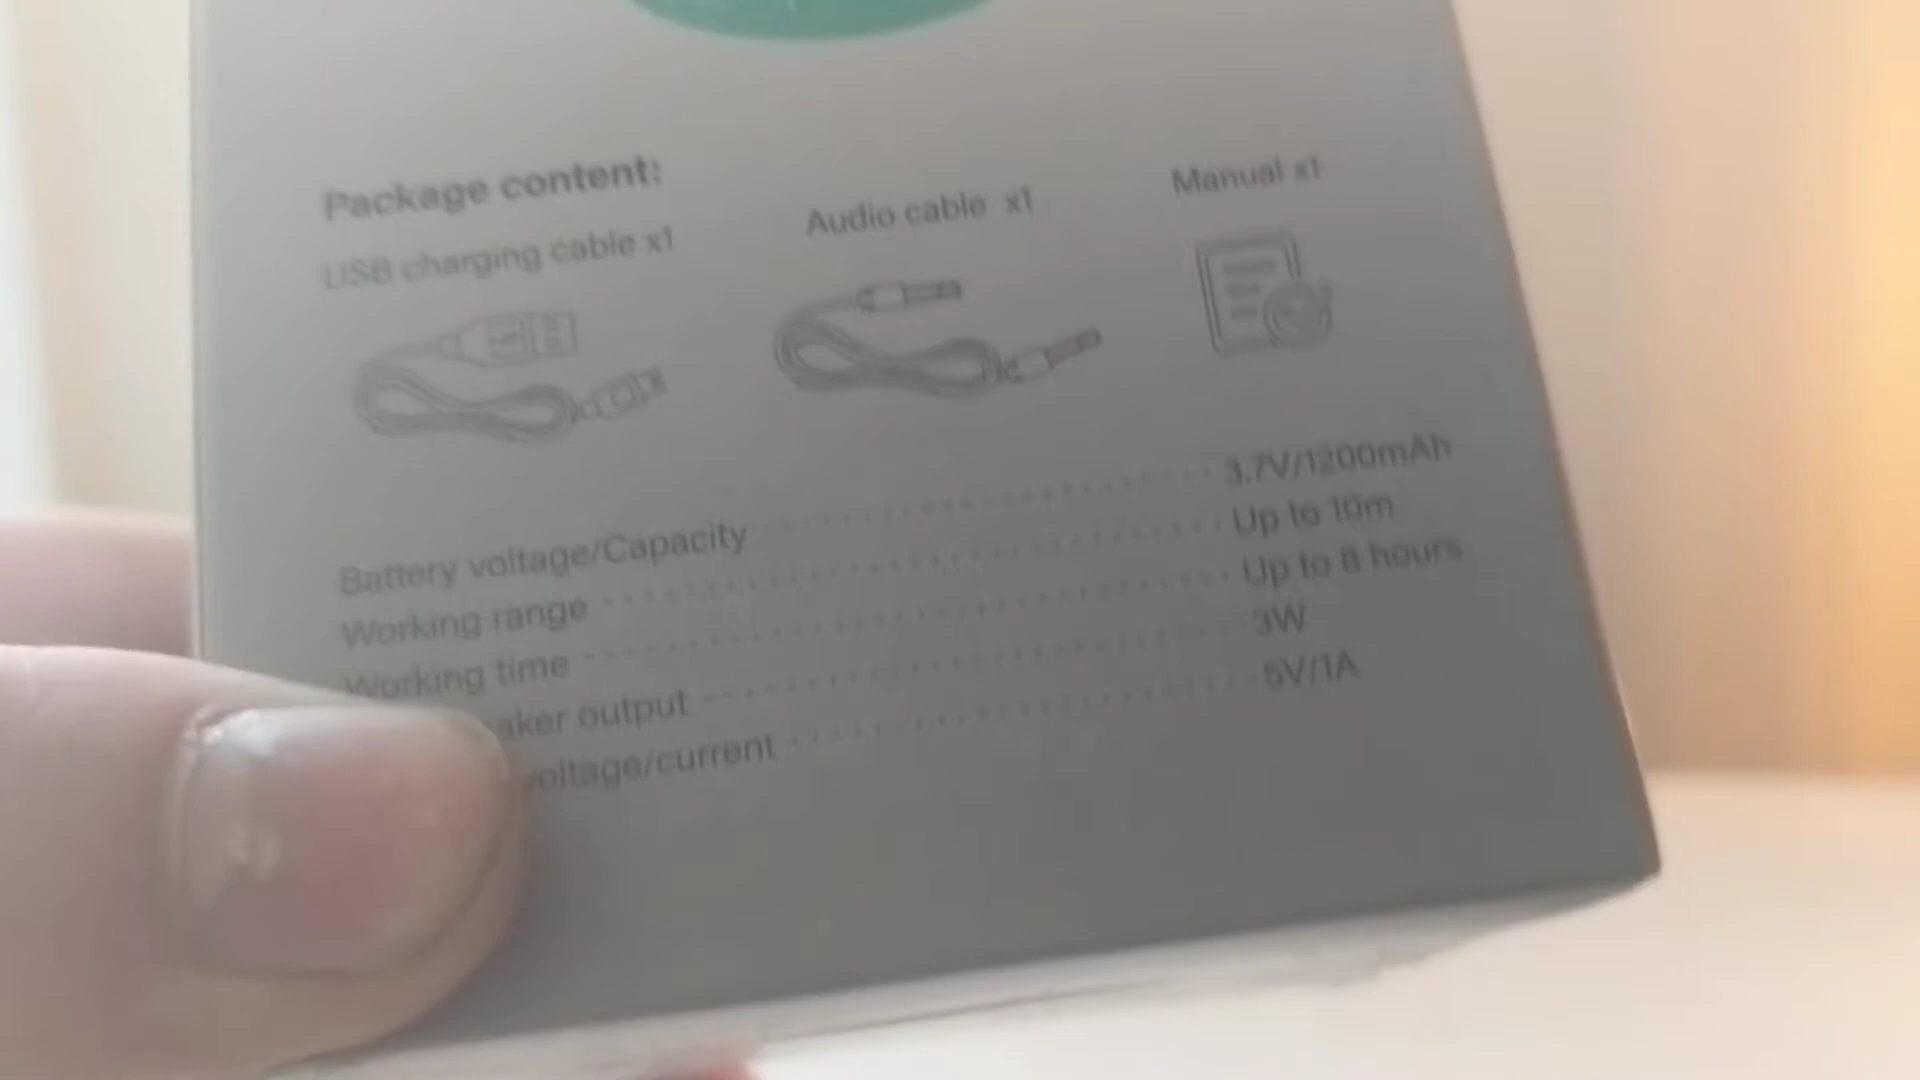 Package content:
USB charging cable x1
Audio cable x1
Manual x1
Battery voltage/Capacity 3.7V/1200mAh
Working range Up to 10m
Working time Up to 8 hours
aker output 3W
voltage/current 5V/1A